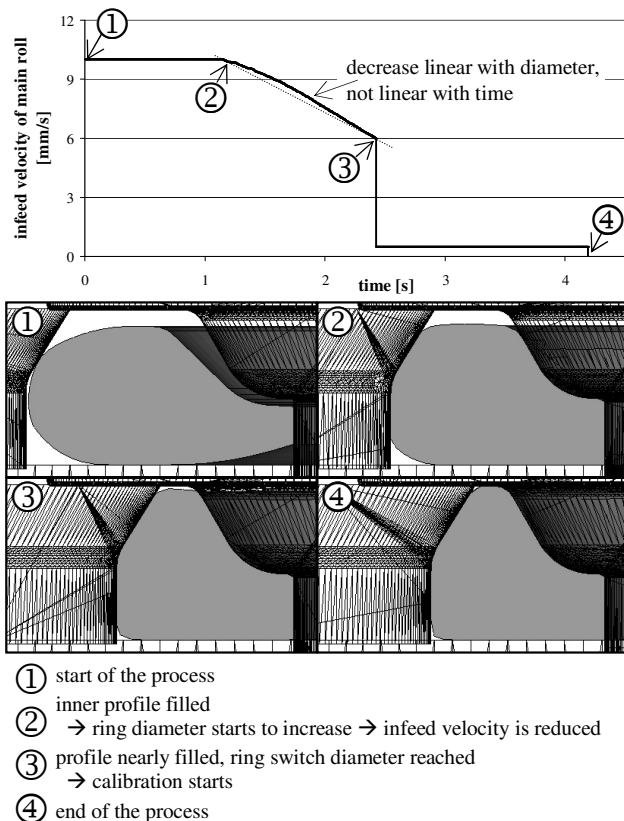 12
①
9
②
decrease linear with diameter,
not linear with time
6
③
3
④
0
infeed velocity of main roll
[mm/s]
0
1
2
3
4
time [s]
①
②
③
④
① start of the process
② inner profile filled
→ ring diameter starts to increase → infeed velocity is reduced
③ profile nearly filled, ring switch diameter reached
→ calibration starts
④ end of the process